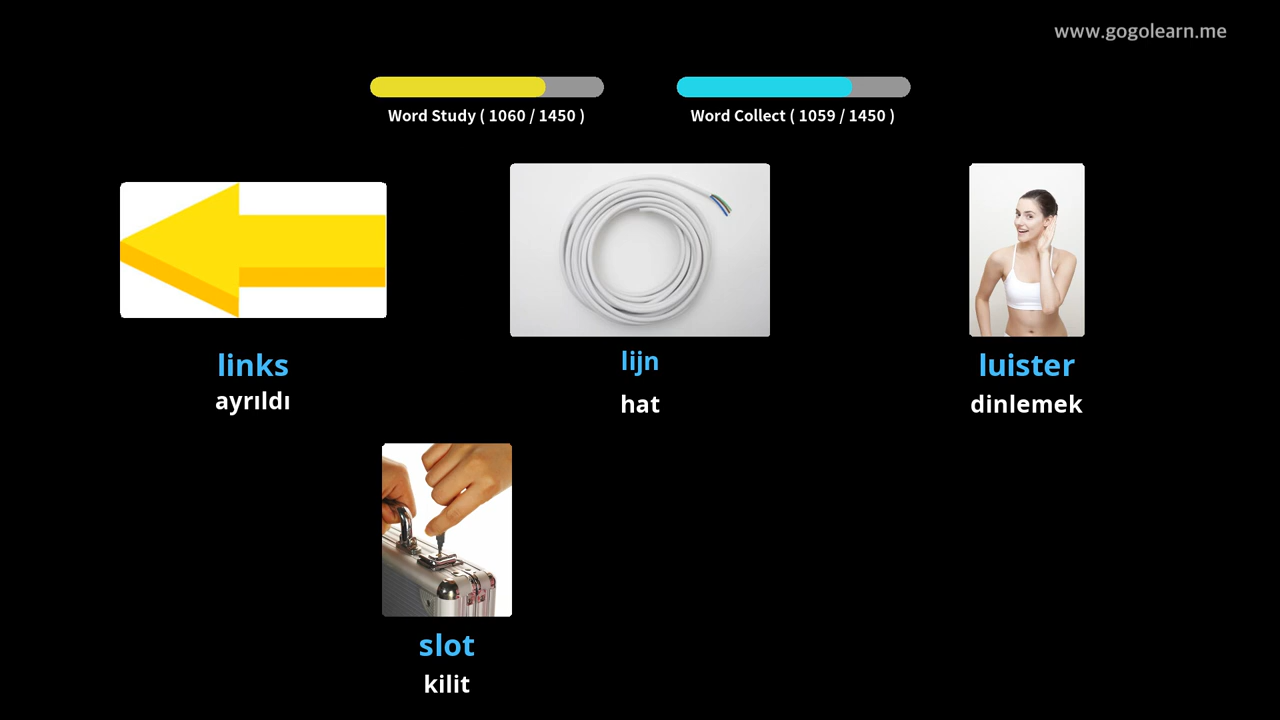 www.gogolearn.me
Word Study ( 1060 / 1450 )
Word Collect ( 1059 / 1450 )
links
ayrıldı
lijn
hat
luister
dinlemek
slot
kilit